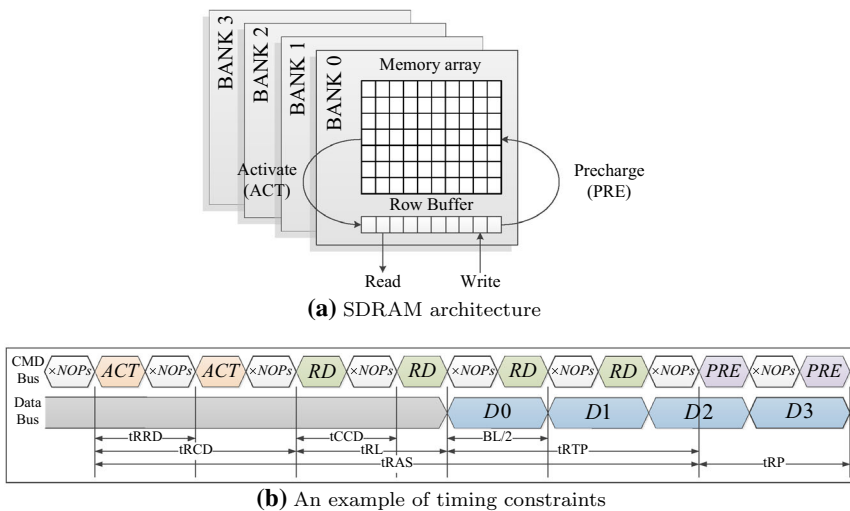 BANK 3
BANK 2
BANK 1
BANK 0
Memory array
Activate
(ACT)
Precharge
(PRE)
Row Buffer
Read
Write
(a) SDRAM architecture
CMD
Bus
×NOPs ACT ×NOPs ACT ×NOPs RD ×NOPs RD ×NOPs RD ×NOPs RD ×NOPs PRE ×NOPs PRE
Data
Bus
D0 D1 D2 D3
tRRD tCCD BL/2
tRCD tRL tRTP
tRAS tRP
(b) An example of timing constraints